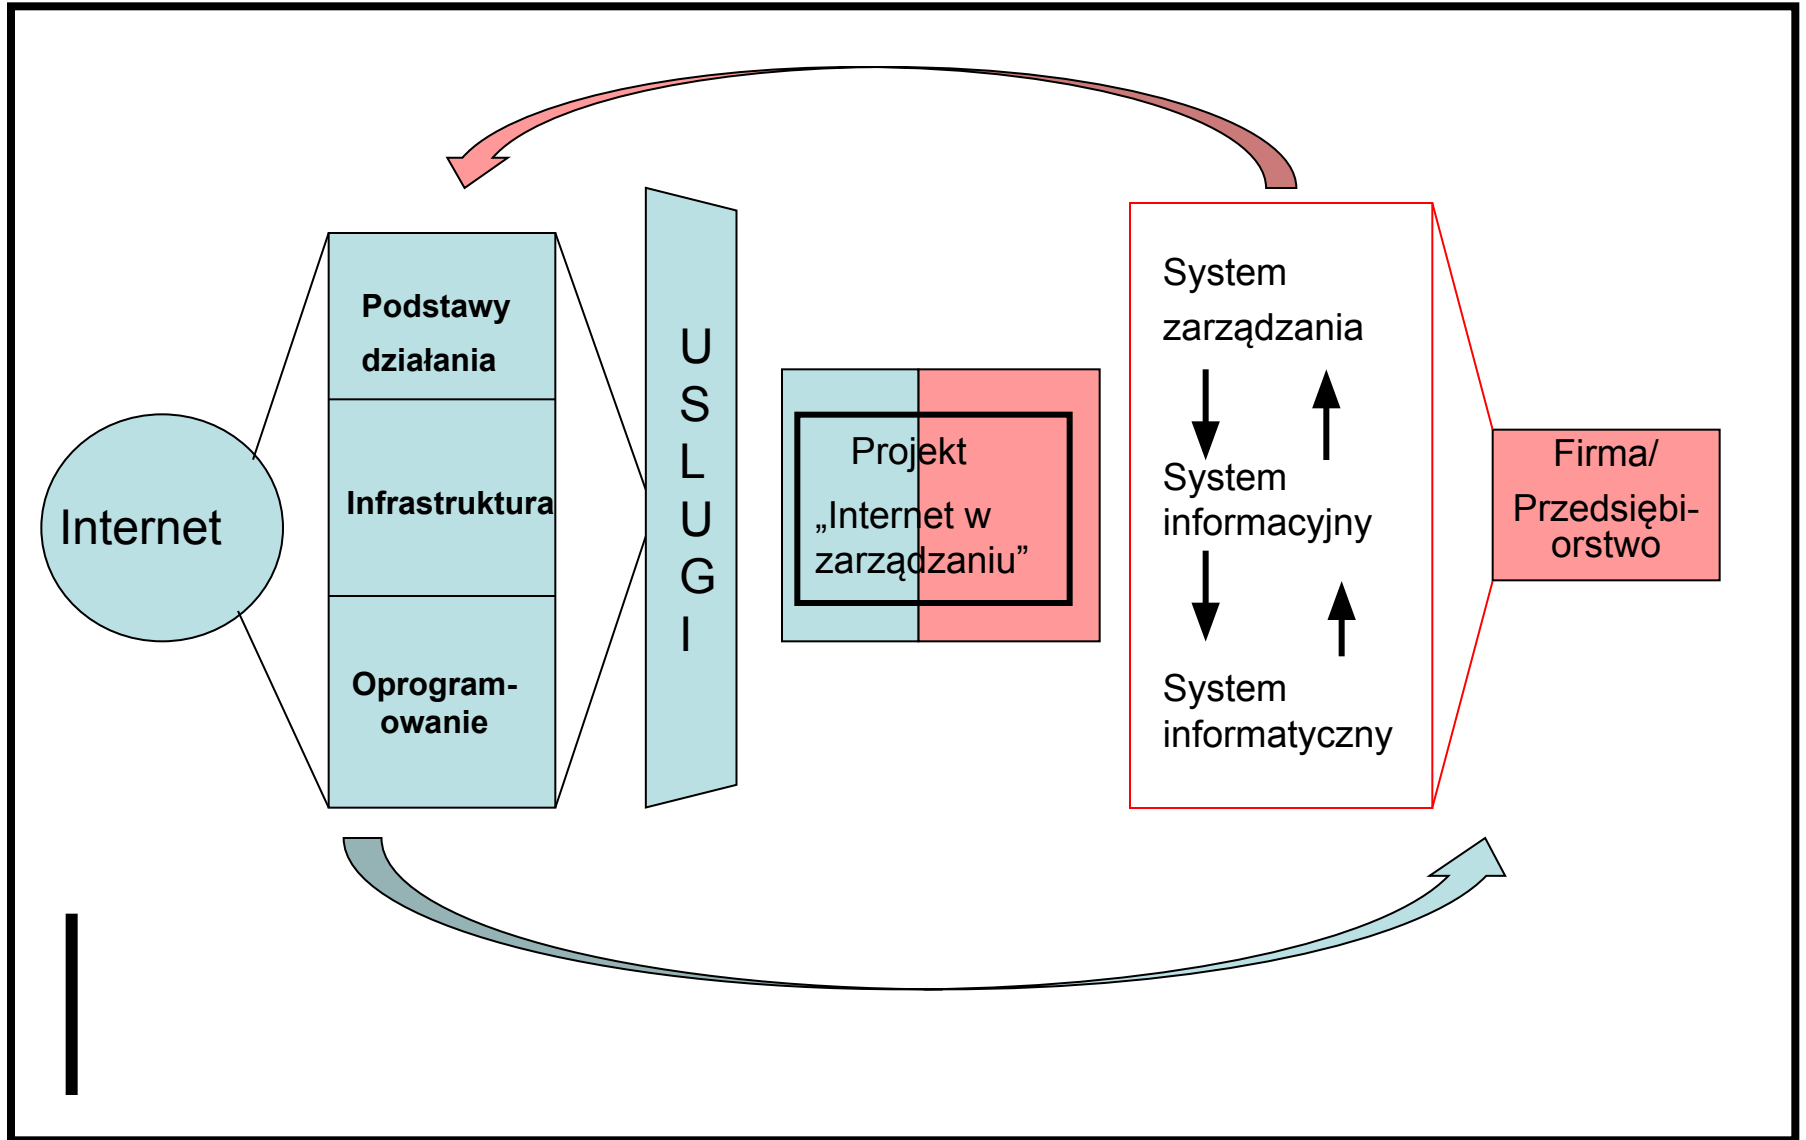 Internet
Podstawy
działania
Infrastruktura
Oprogram-
owanie
U
S
L
U
G
I
Projekt
„Internet w
zarządzaniu”
System
zarządzania
System
informacyjny
System
informatyczny
Firma/
Przedsiębi-
orstwo